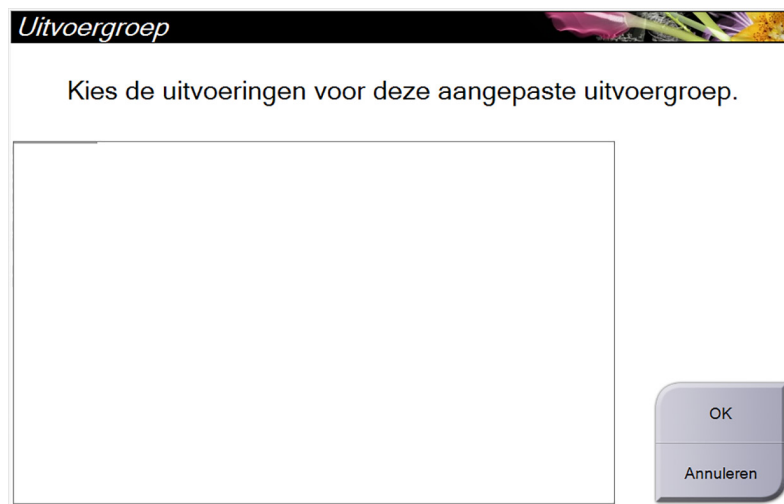 Uitvoergroep
Kies de uitvoeringen voor deze aangepaste uitvoergroep.
OK
Annuleren